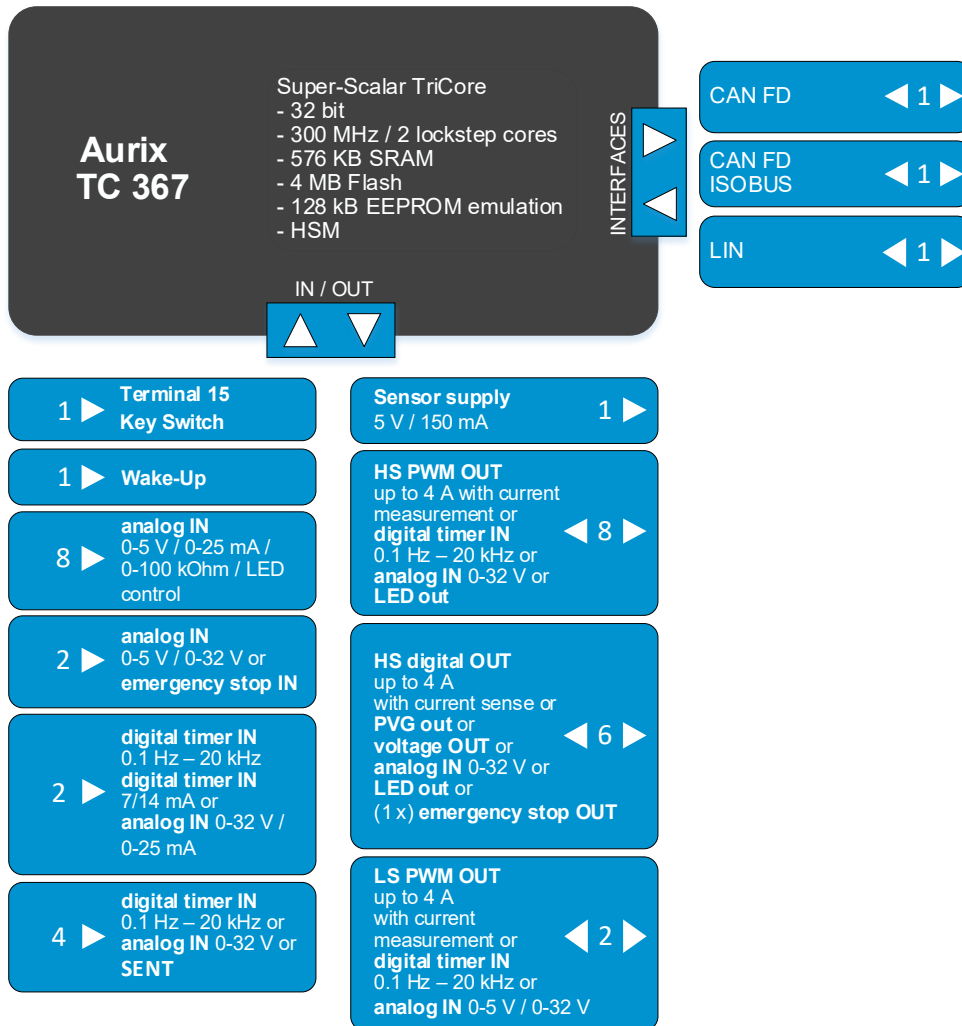 Aurix
TC 367
Super-Scalar TriCore
- 32 bit
- 300 MHz / 2 lockstep cores
- 576 KB SRAM
- 4 MB Flash
- 128 kB EEPROM emulation
- HSM
INTERFACES
IN / OUT
CAN FD
1
CAN FD
ISOBUS
1
LIN
1
1
Terminal 15
Key Switch
1
Wake-Up
8
analog IN
0-5 V / 0-25 mA /
0-100 kOhm / LED
control
2
analog IN
0-5 V / 0-32 V or
emergency stop IN
2
digital timer IN
0.1 Hz – 20 kHz
digital timer IN
7/14 mA or
analog IN 0-32 V /
0-25 mA
4
digital timer IN
0.1 Hz – 20 kHz or
analog IN 0-32 V or
SENT
Sensor supply
5 V / 150 mA
1
HS PWM OUT
up to 4 A with current
measurement or
digital timer IN
0.1 Hz – 20 kHz or
analog IN 0-32 V or
LED out
8
HS digital OUT
up to 4 A
with current sense or
PVG out or
voltage OUT or
analog IN 0-32 V or
LED out or
(1 x) emergency stop OUT
6
LS PWM OUT
up to 4 A
with current
measurement or
digital timer IN
0.1 Hz – 20 kHz or
analog IN 0-5 V / 0-32 V
2